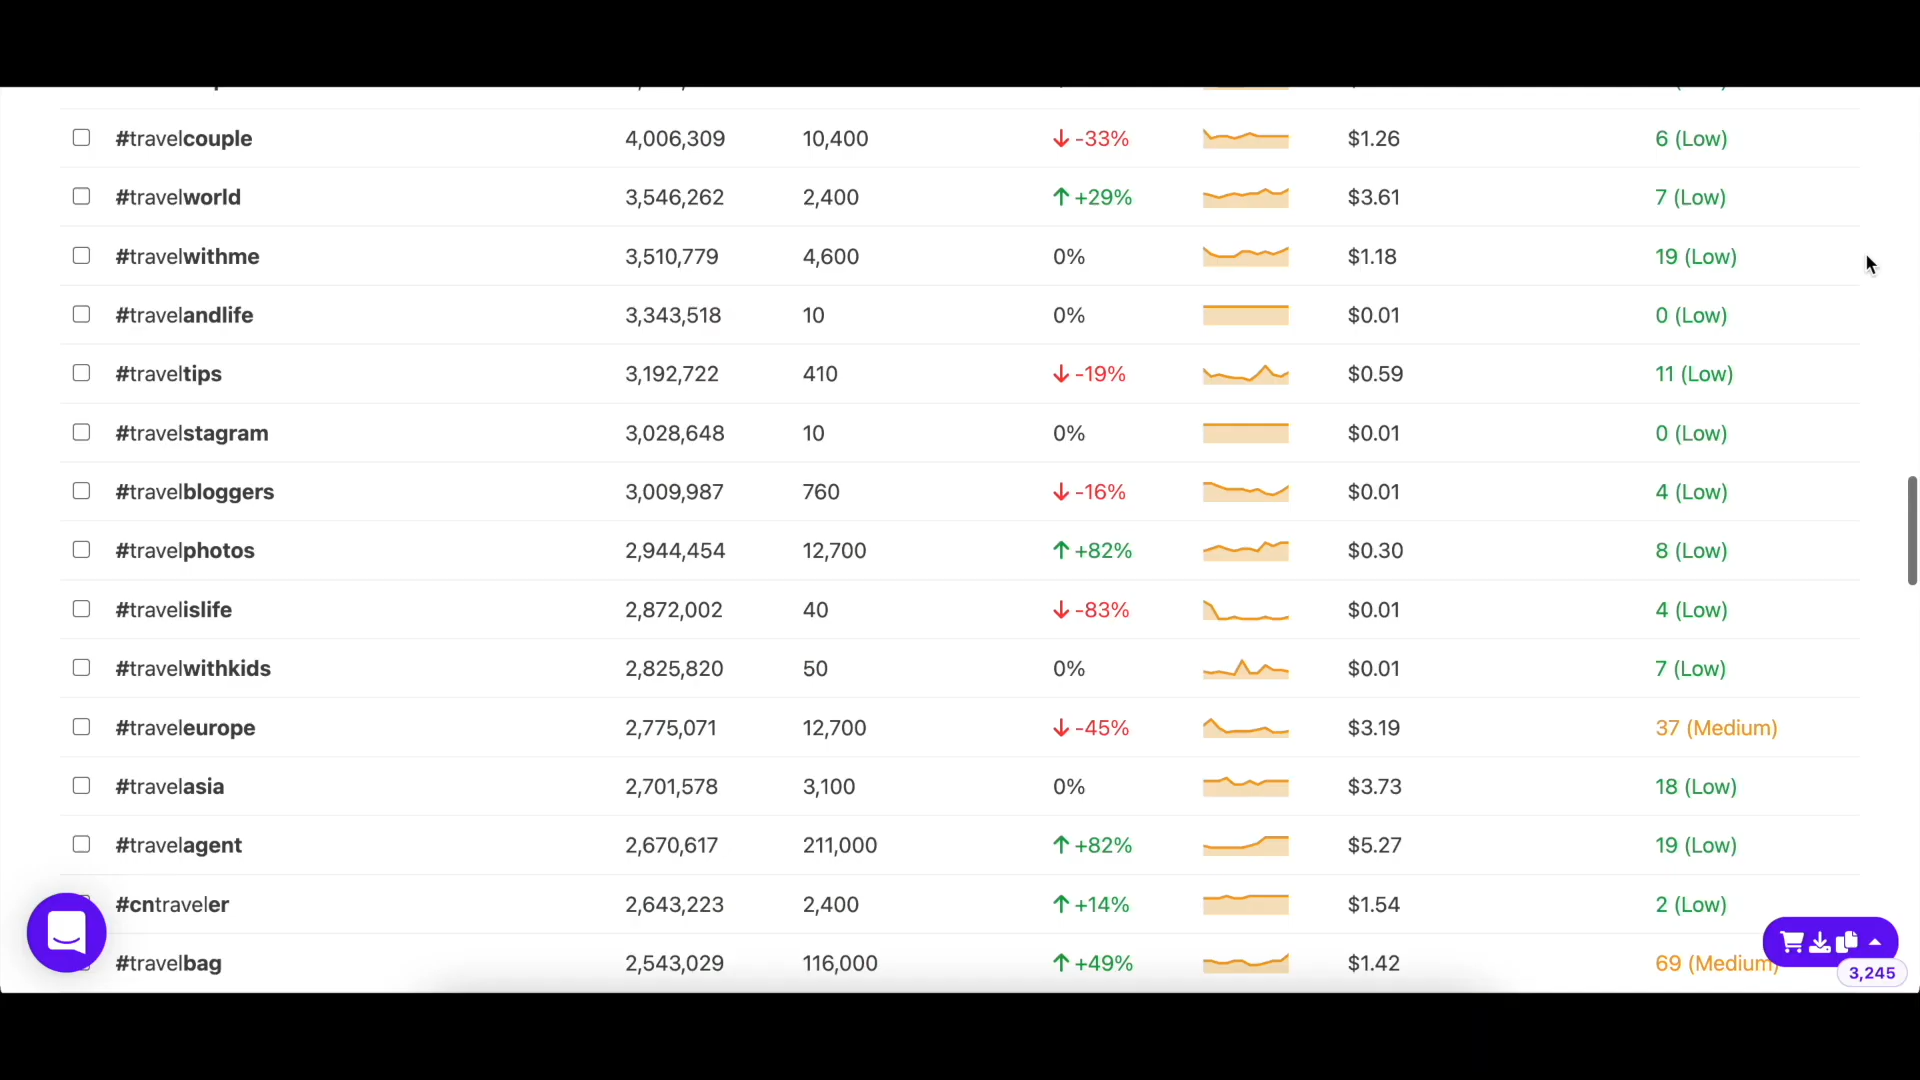 #travelcouple 4,006,309 10,400 ↓ -33% $1.26 6 (Low)
#travelworld 3,546,262 2,400 ↑ +29% $3.61 7 (Low)
#travelwithme 3,510,779 4,600 0% $1.18 19 (Low)
#travelandlife 3,343,518 10 0% $0.01 0 (Low)
#traveltips 3,192,722 410 ↓ -19% $0.59 11 (Low)
#travelstagram 3,028,648 10 0% $0.01 0 (Low)
#travelbloggers 3,009,987 760 ↓ -16% $0.01 4 (Low)
#travelphotos 2,944,454 12,700 ↑ +82% $0.30 8 (Low)
#travelislife 2,872,002 40 ↓ -83% $0.01 4 (Low)
#travelwithkids 2,825,820 50 0% $0.01 7 (Low)
#traveleurope 2,775,071 12,700 ↓ -45% $3.19 37 (Medium)
#travelasia 2,701,578 3,100 0% $3.73 18 (Low)
#travelagent 2,670,617 211,000 ↑ +82% $5.27 19 (Low)
#cntraveler 2,643,223 2,400 ↑ +14% $1.54 2 (Low)
#travelbag 2,543,029 116,000 ↑ +49% $1.42 69 (Medium)
3,245